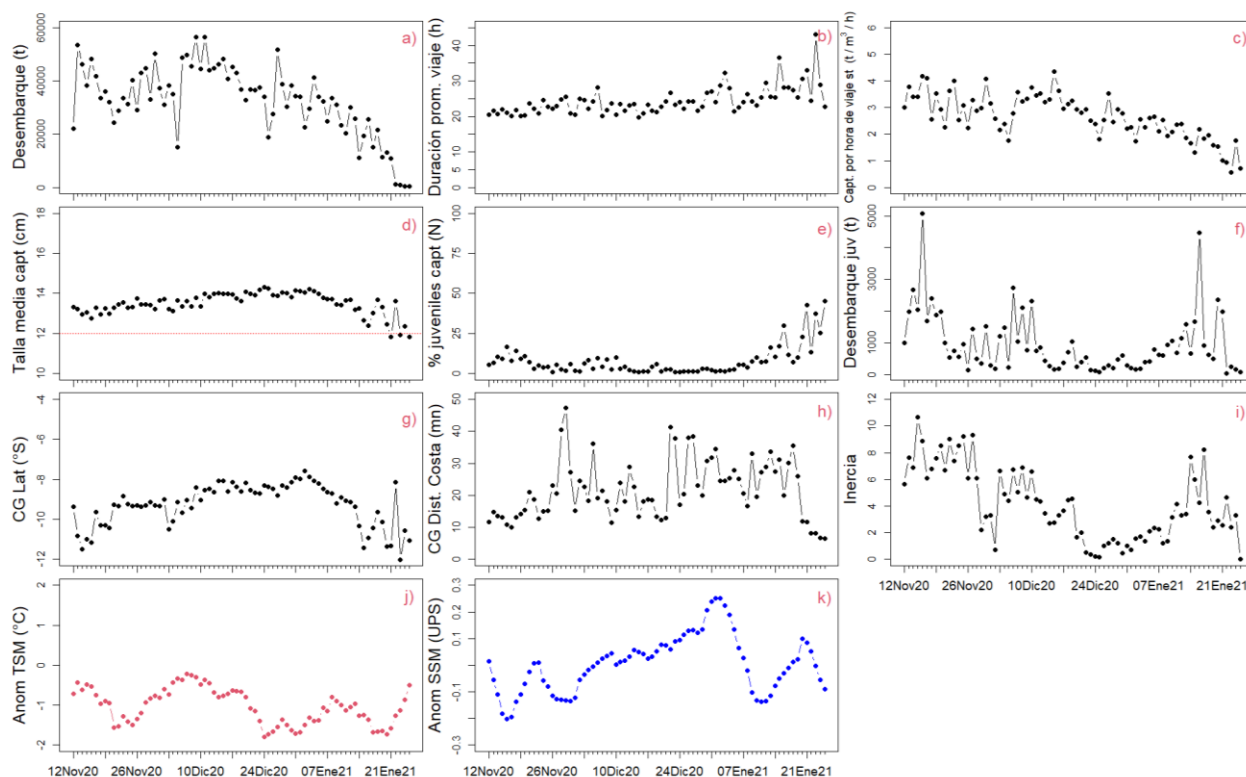 Desembarque (t)
0
20000
40000
60000
a)
Duración prom. viaje (h)
0
10
15
20
25
30
40
b)
Capt. por hora de viaje st (t / m³ / h)
0
1
2
3
4
5
6
c)
Talla media capt (cm)
10
12
14
16
18
d)
% juveniles capt (N)
0
25
50
75
100
e)
Desembarque juv (t)
0
1000
3000
5000
f)
CG Lat (°S)
-12
-10
-8
-6
-4
g)
CG Dist. Costa (mn)
0
10
20
30
40
50
h)
Inercia
0
2
4
6
8
10
12
i)
12Nov20
26Nov20
10Dic20
24Dic20
07Ene21
21Ene21
Anom TSM (°C)
-2
-1
0
1
2
j)
12Nov20
26Nov20
10Dic20
24Dic20
07Ene21
21Ene21
Anom SSM (UPS)
-0.3
-0.1
0.1
0.3
k)
12Nov20
26Nov20
10Dic20
24Dic20
07Ene21
21Ene21